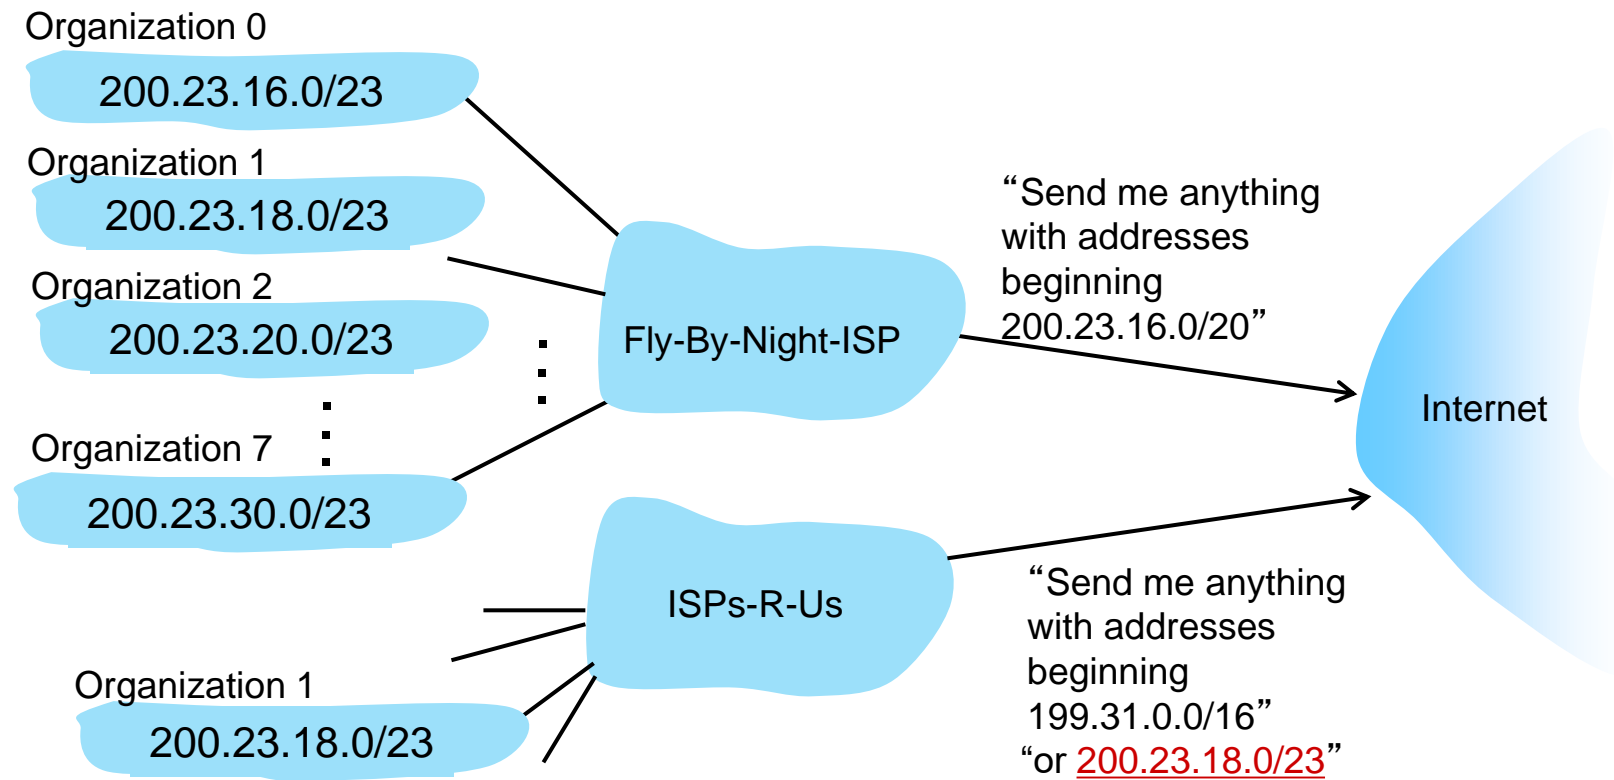 Organization 0
200.23.16.0/23
Organization 1
200.23.18.0/23
Organization 2
200.23.20.0/23
Organization 7
200.23.30.0/23
Fly-By-Night-ISP
“Send me anything
with addresses
beginning
200.23.16.0/20”
Internet
ISPs-R-Us
Organization 1
200.23.18.0/23
“Send me anything
with addresses
beginning
199.31.0.0/16”
“or 200.23.18.0/23”